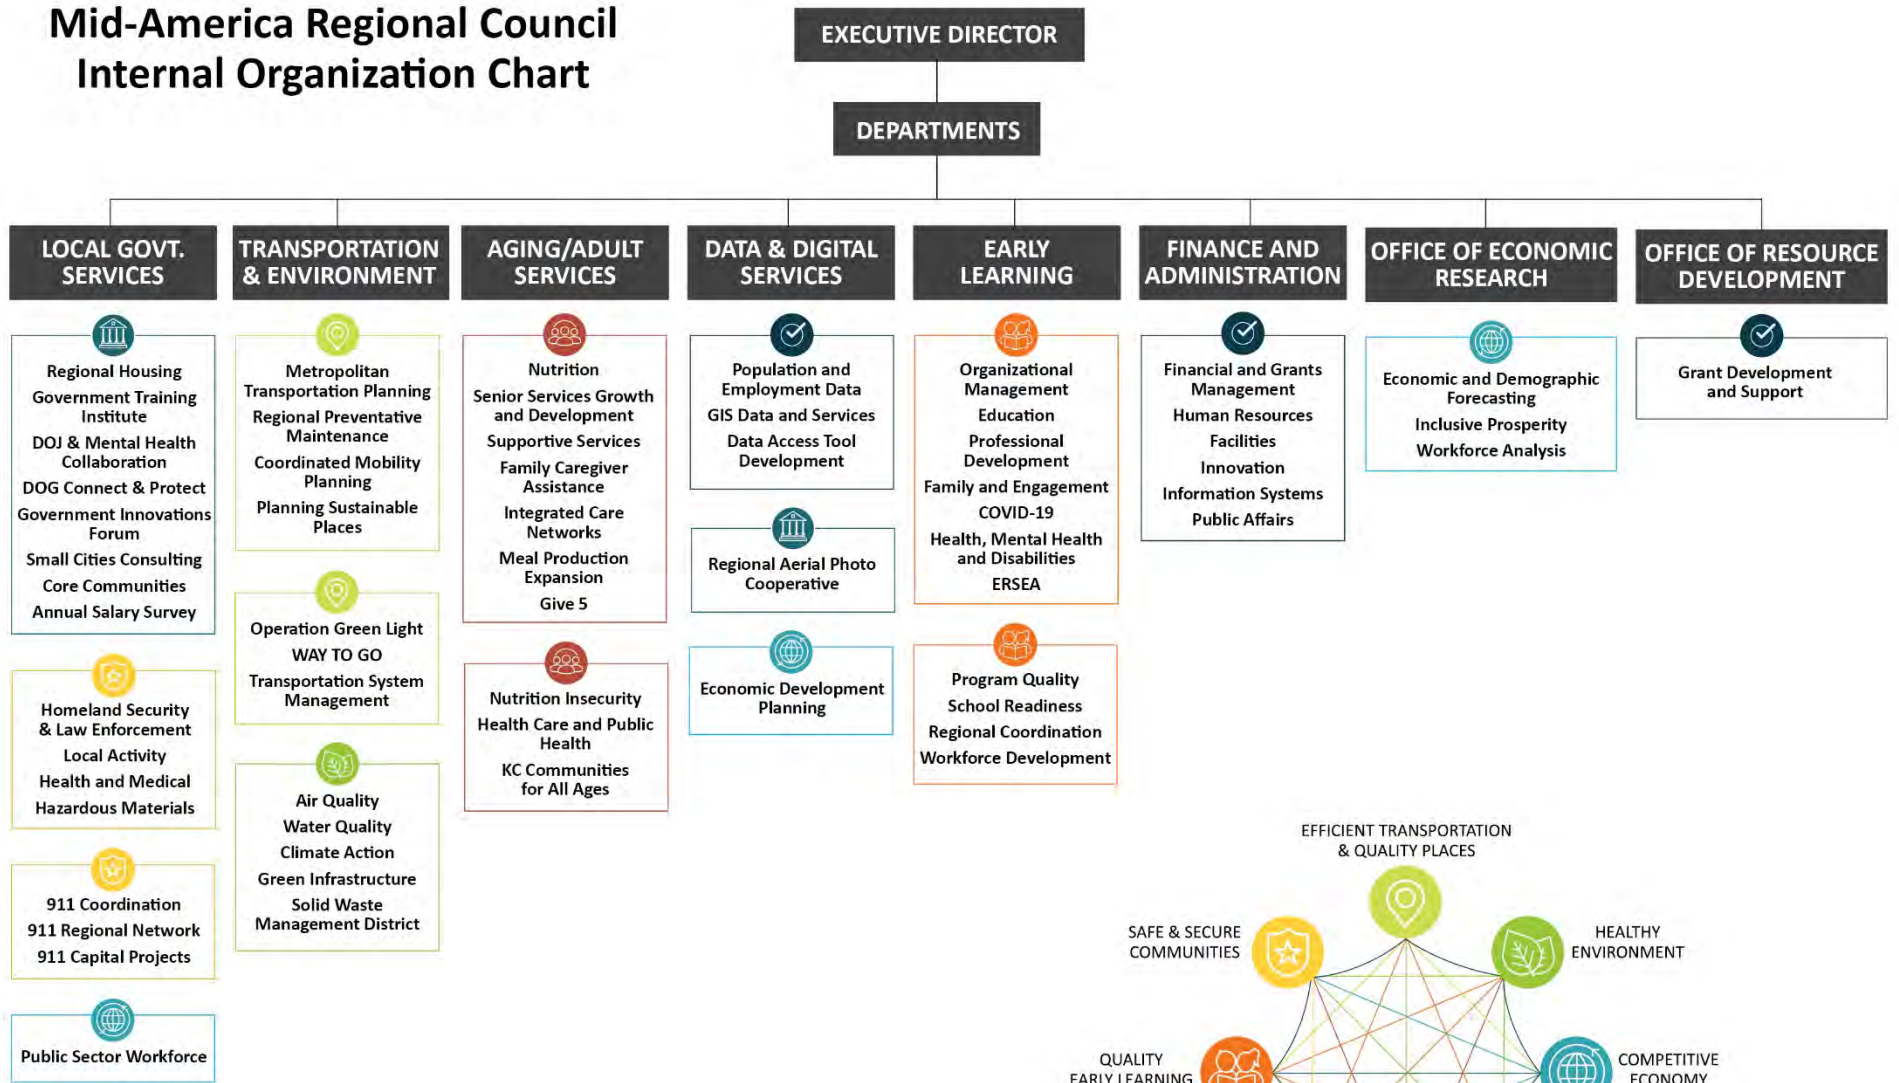 Mid-America Regional Council
Internal Organization Chart
EXECUTIVE DIRECTOR
DEPARTMENTS
LOCAL GOVT.
SERVICES
Regional Housing
Government Training
Institute
DOJ & Mental Health
Collaboration
DOG Connect & Protect
Government Innovations
Forum
Small Cities Consulting
Core Communities
Annual Salary Survey
Homeland Security
& Law Enforcement
Local Activity
Health and Medical
Hazardous Materials
911 Coordination
911 Regional Network
911 Capital Projects
Public Sector Workforce
TRANSPORTATION
& ENVIRONMENT
Metropolitan
Transportation Planning
Regional Preventative
Maintenance
Coordinated Mobility
Planning
Planning Sustainable
Places
Operation Green Light
WAY TO GO
Transportation System
Management
Air Quality
Water Quality
Climate Action
Green Infrastructure
Solid Waste
Management District
AGING/ADULT
SERVICES
Nutrition
Senior Services Growth
and Development
Supportive Services
Family Caregiver
Assistance
Integrated Care
Networks
Meal Production
Expansion
Give 5
Nutrition Insecurity
Health Care and Public
Health
KC Communities
for All Ages
DATA & DIGITAL
SERVICES
Population and
Employment Data
GIS Data and Services
Data Access Tool
Development
Regional Aerial Photo
Cooperative
Economic Development
Planning
EARLY
LEARNING
Organizational
Management
Education
Professional
Development
Family and Engagement
COVID-19
Health, Mental Health
and Disabilities
ERSEA
Program Quality
School Readiness
Regional Coordination
Workforce Development
FINANCE AND
ADMINISTRATION
Financial and Grants
Management
Human Resources
Facilities
Innovation
Information Systems
Public Affairs
OFFICE OF ECONOMIC
RESEARCH
Economic and Demographic
Forecasting
Inclusive Prosperity
Workforce Analysis
OFFICE OF RESOURCE
DEVELOPMENT
Grant Development
and Support
EFFICIENT TRANSPORTATION
& QUALITY PLACES
SAFE & SECURE
COMMUNITIES
HEALTHY
ENVIRONMENT
QUALITY
EARLY LEARNING
COMPETITIVE
ECONOMY